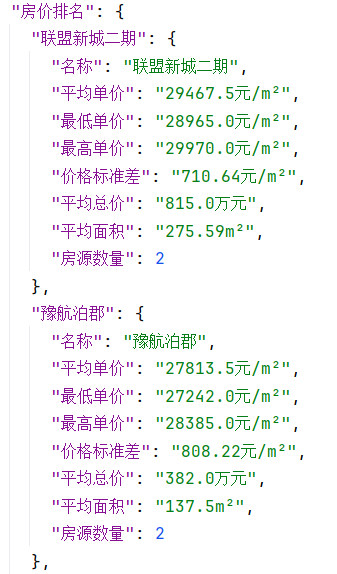 "房价排名": {
"联盟新城二期": {
"名称": "联盟新城二期",
"平均单价": "29467.5元/m²",
"最低单价": "28965.0元/m²",
"最高单价": "29970.0元/m²",
"价格标准差": "710.64元/m²",
"平均总价": "815.0万元",
"平均面积": "275.59m²",
"房源数量": 2
},
"豫航泊郡": {
"名称": "豫航泊郡",
"平均单价": "27813.5元/m²",
"最低单价": "27242.0元/m²",
"最高单价": "28385.0元/m²",
"价格标准差": "808.22元/m²",
"平均总价": "382.0万元",
"平均面积": "137.5m²",
"房源数量": 2
},